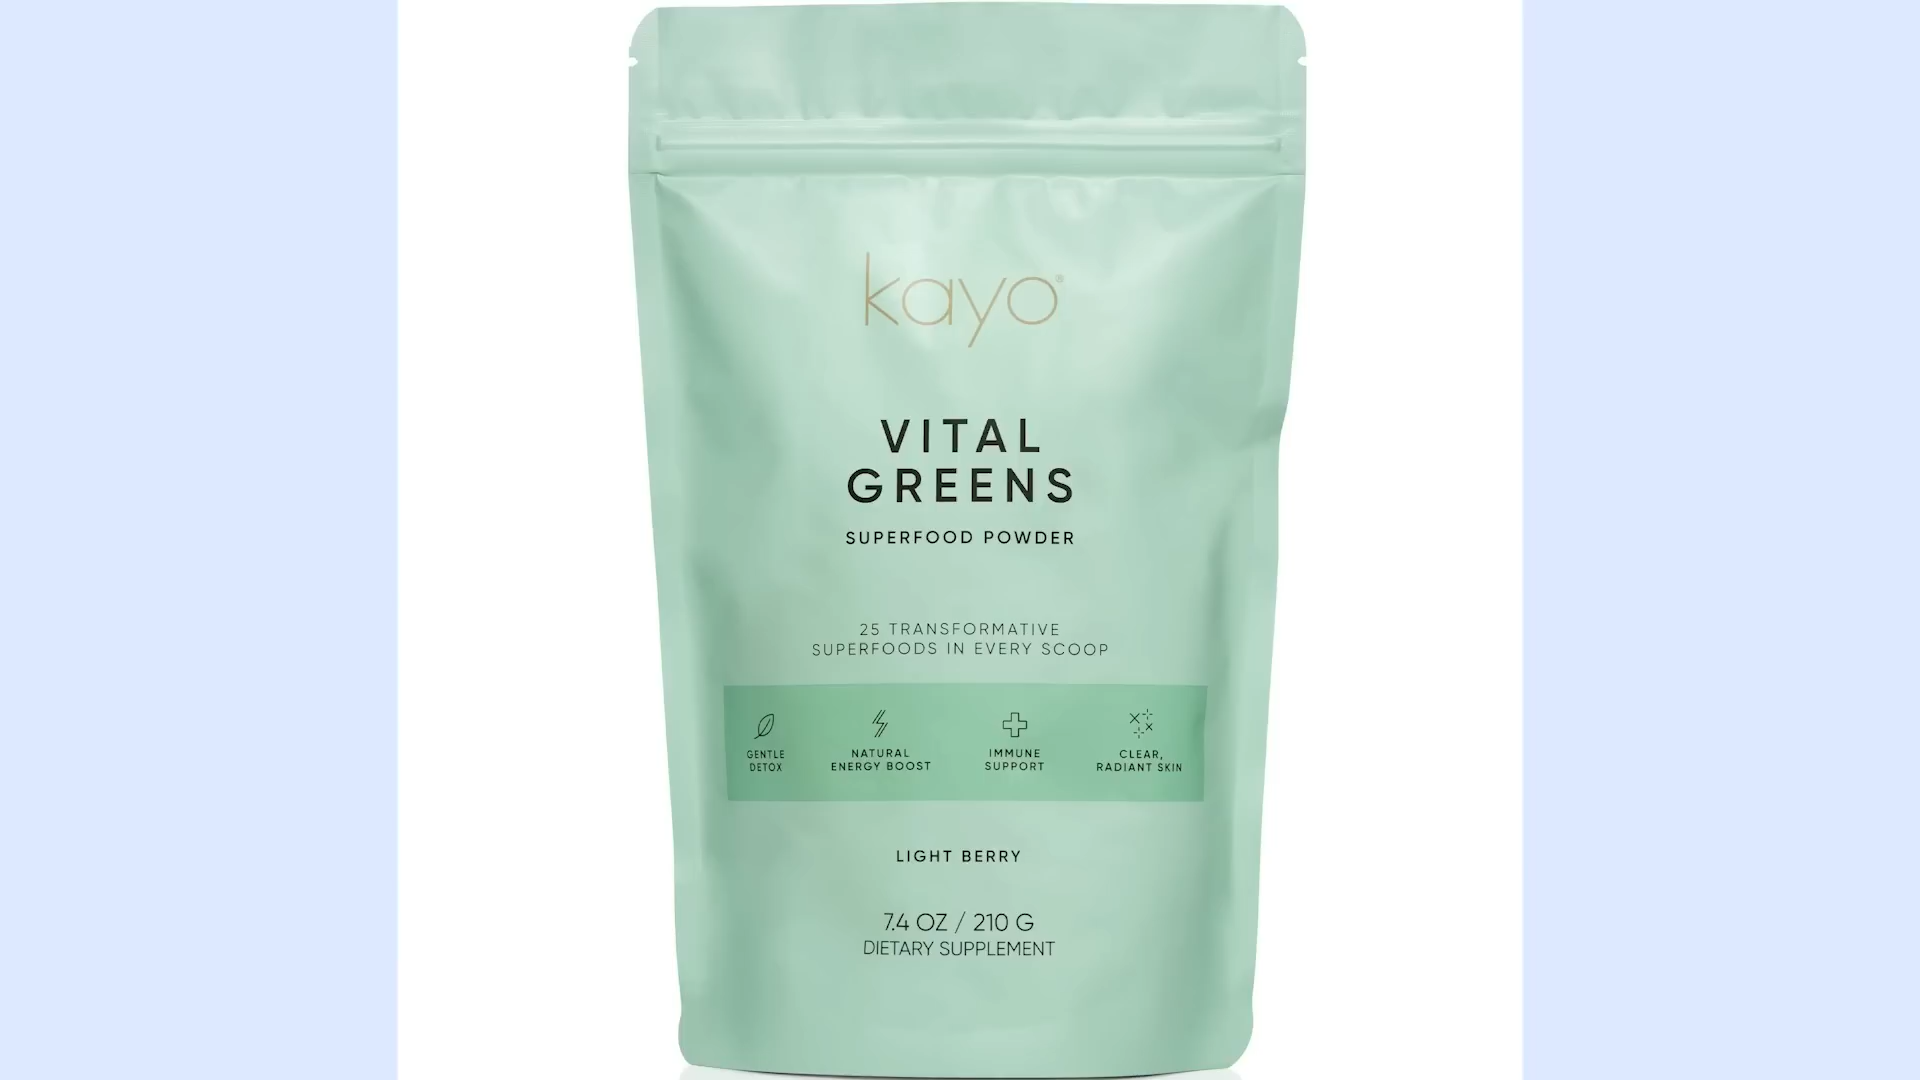 kayo®
VITAL
GREENS
SUPERFOOD POWDER
25 TRANSFORMATIVE
SUPERFOODS IN EVERY SCOOP
GENTLE
DETOX
NATURAL
ENERGY BOOST
IMMUNE
SUPPORT
CLEAR,
RADIANT SKIN
LIGHT BERRY
7.4 OZ / 210 G
DIETARY SUPPLEMENT